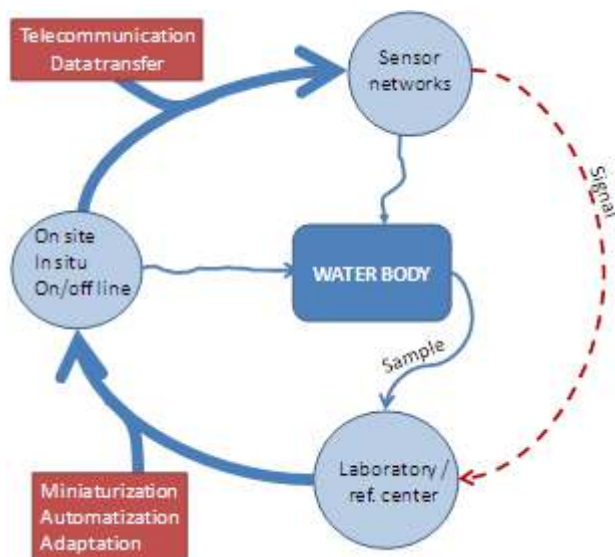 Telecommunication
Datatransfer
Sensor
networks
Signal
On site
In situ
On/off line
WATER BODY
Sample
Laboratory /
ref. center
Miniaturization
Automatization
Adaptation